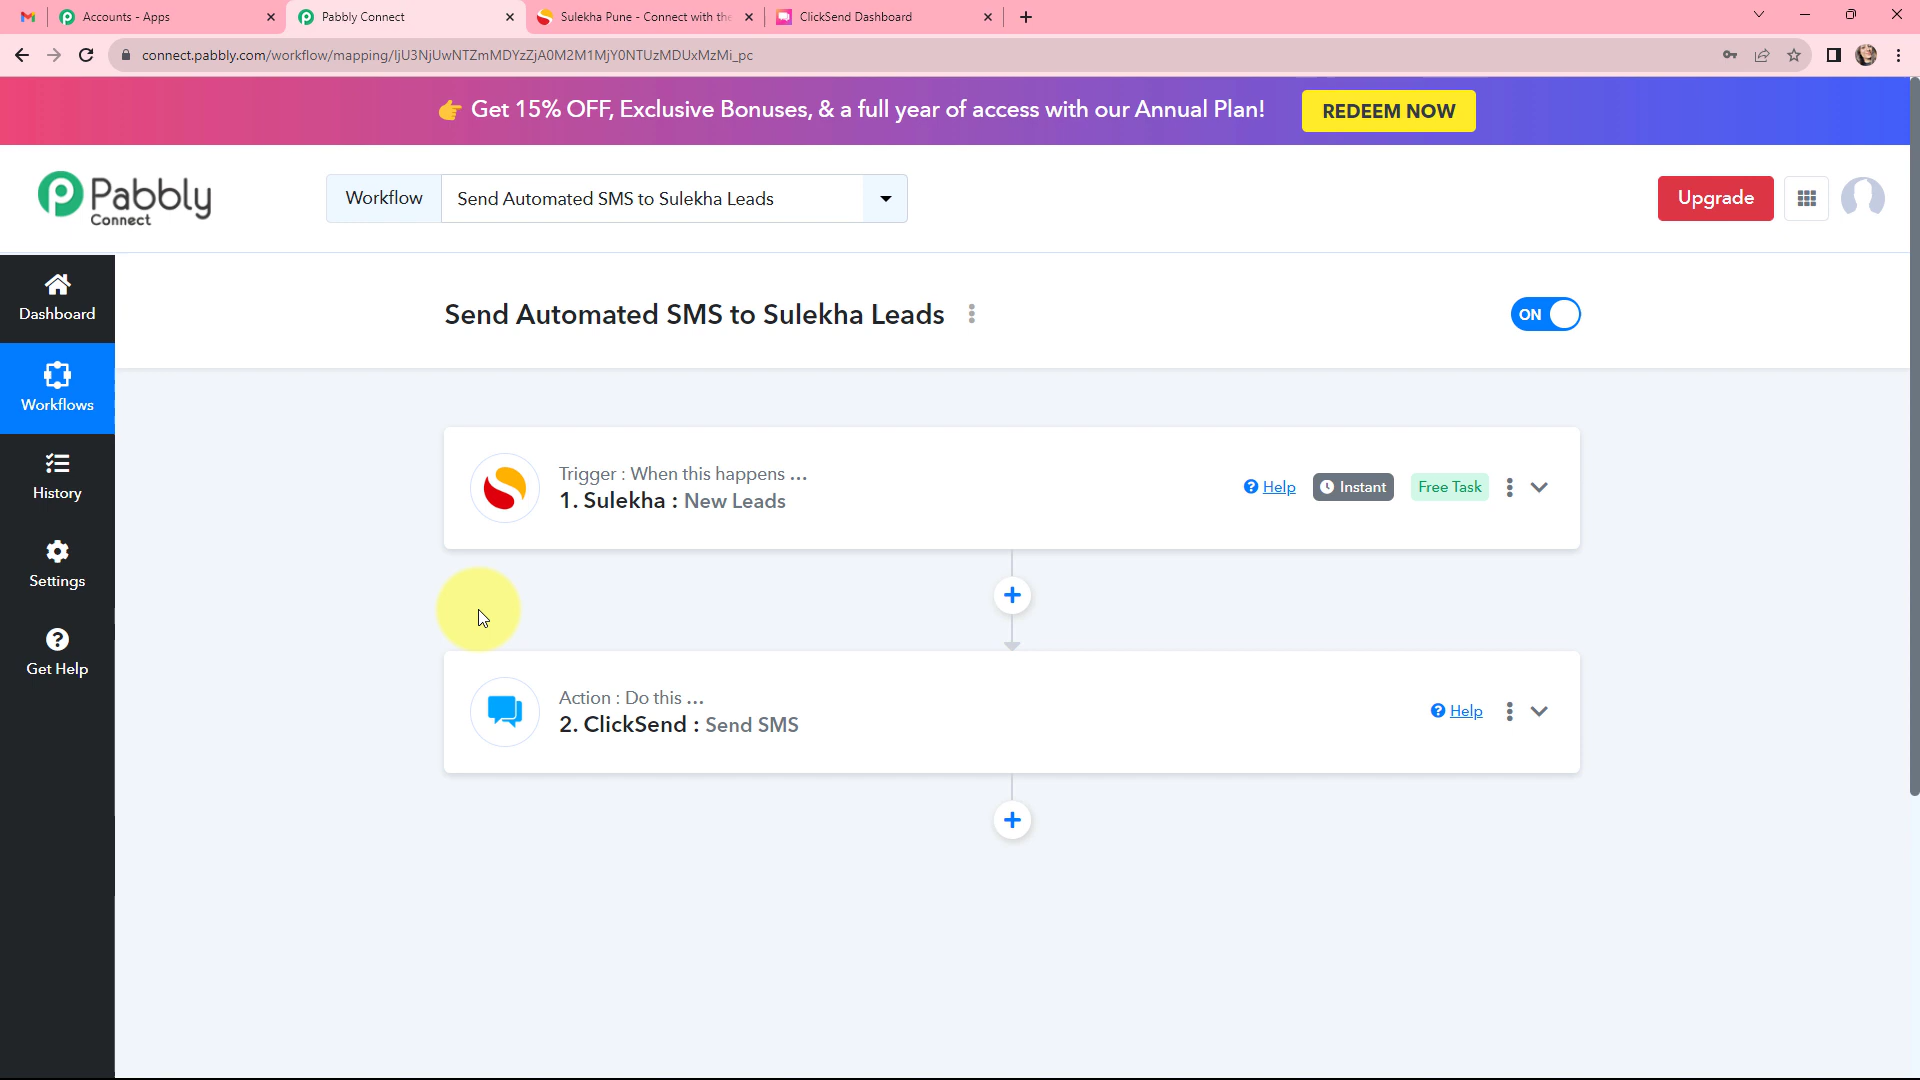 Accounts - Apps
Pabbly Connect
Sulekha Pune - Connect with the
ClickSend Dashboard
connect.pabbly.com/workflow/mapping/IjU3NjUwNTZmMDYzZjA0M2M1MjY0NTUzMDUxMzMi_pc
👉 Get 15% OFF, Exclusive Bonuses, & a full year of access with our Annual Plan!
REDEEM NOW
Pabbly
Connect
Workflow
Send Automated SMS to Sulekha Leads
Upgrade
Dashboard
Workflows
History
Settings
Get Help
Send Automated SMS to Sulekha Leads
ON
Trigger : When this happens ...
1. Sulekha : New Leads
Help
Instant
Free Task
Action : Do this ...
2. ClickSend : Send SMS
Help